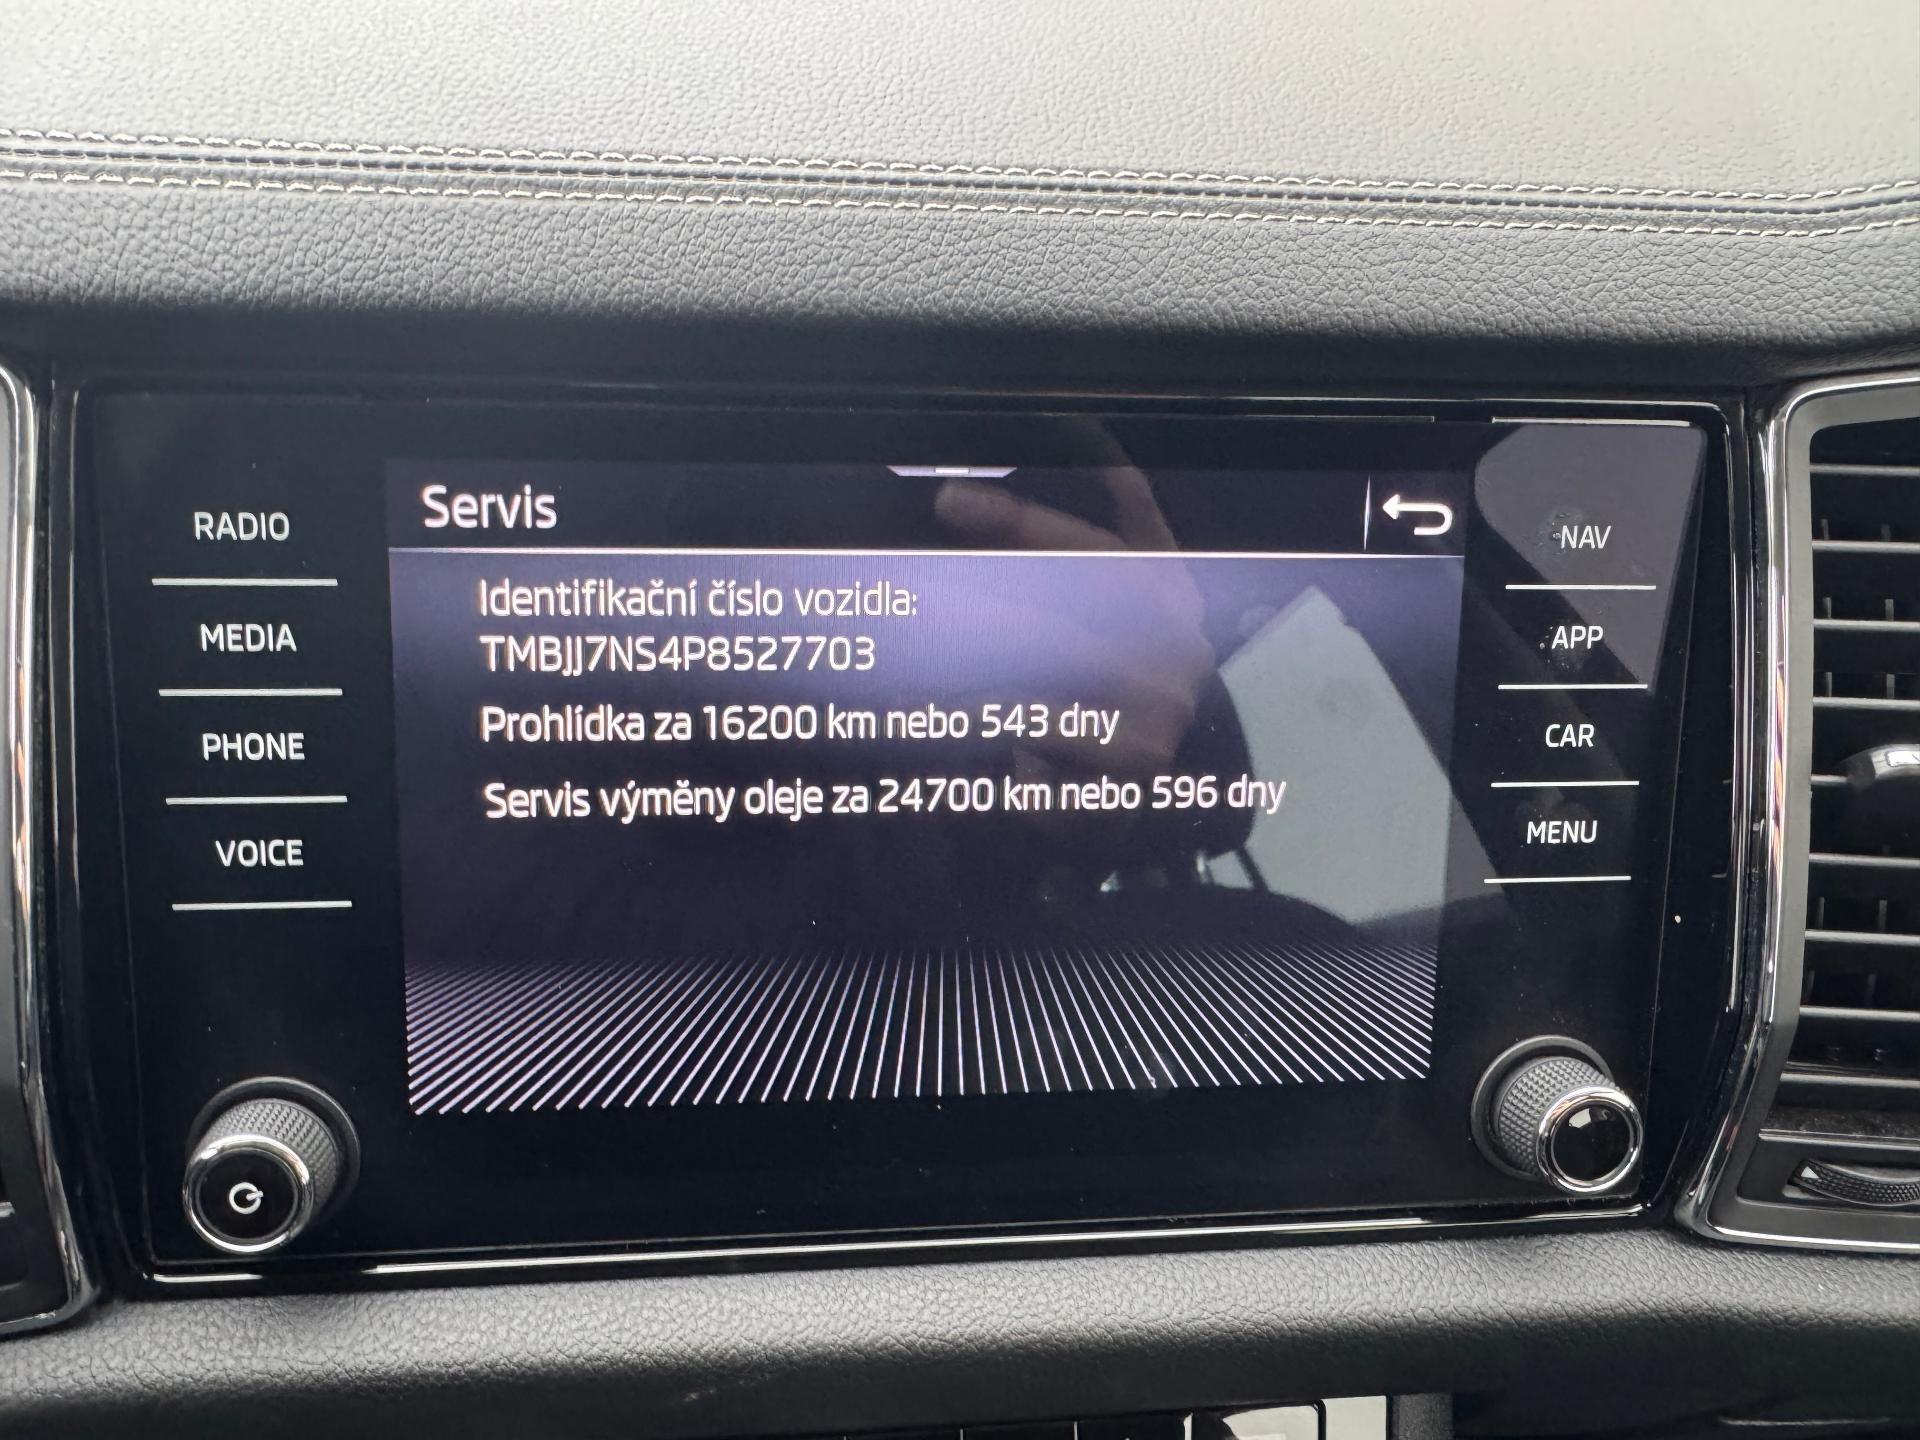 Servis
RADIO
MEDIA
PHONE
VOICE
Identifikační číslo vozidla:
TMBJJ7NS4P8527703
Prohlídka za 16200 km nebo 543 dny
Servis výměny oleje za 24700 km nebo 596 dny
NAV
APP
CAR
MENU